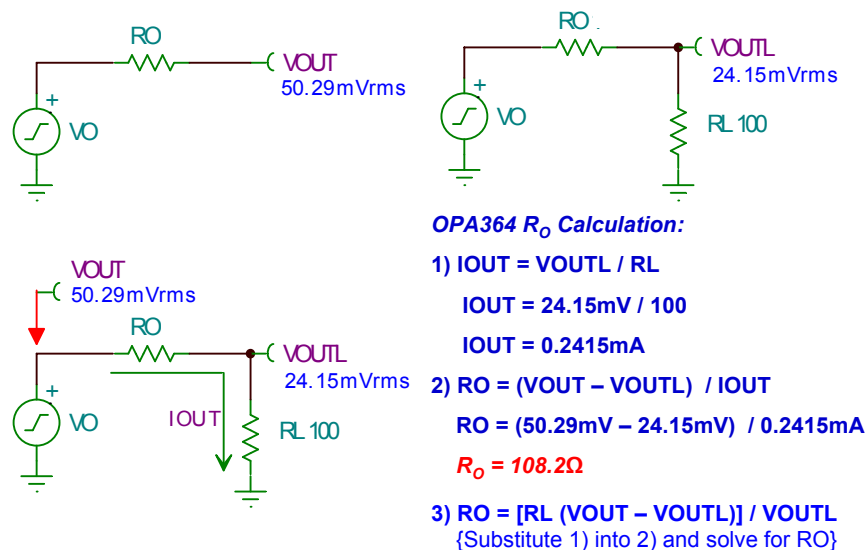 RO
VOUT
50.29mVrms
+
VO
RO
VOUTL
24.15mVrms
+
VO
RL 100
VOUT
50.29mVrms
RO
VOUTL
24.15mVrms
+
VO
IOUT
RL 100
OPA364 RO Calculation:
1) IOUT = VOUTL / RL
IOUT = 24.15mV / 100
IOUT = 0.2415mA
2) RO = (VOUT – VOUTL) / IOUT
RO = (50.29mV – 24.15mV) / 0.2415mA
RO = 108.2Ω
3) RO = [RL (VOUT – VOUTL)] / VOUTL
{Substitute 1) into 2) and solve for RO}